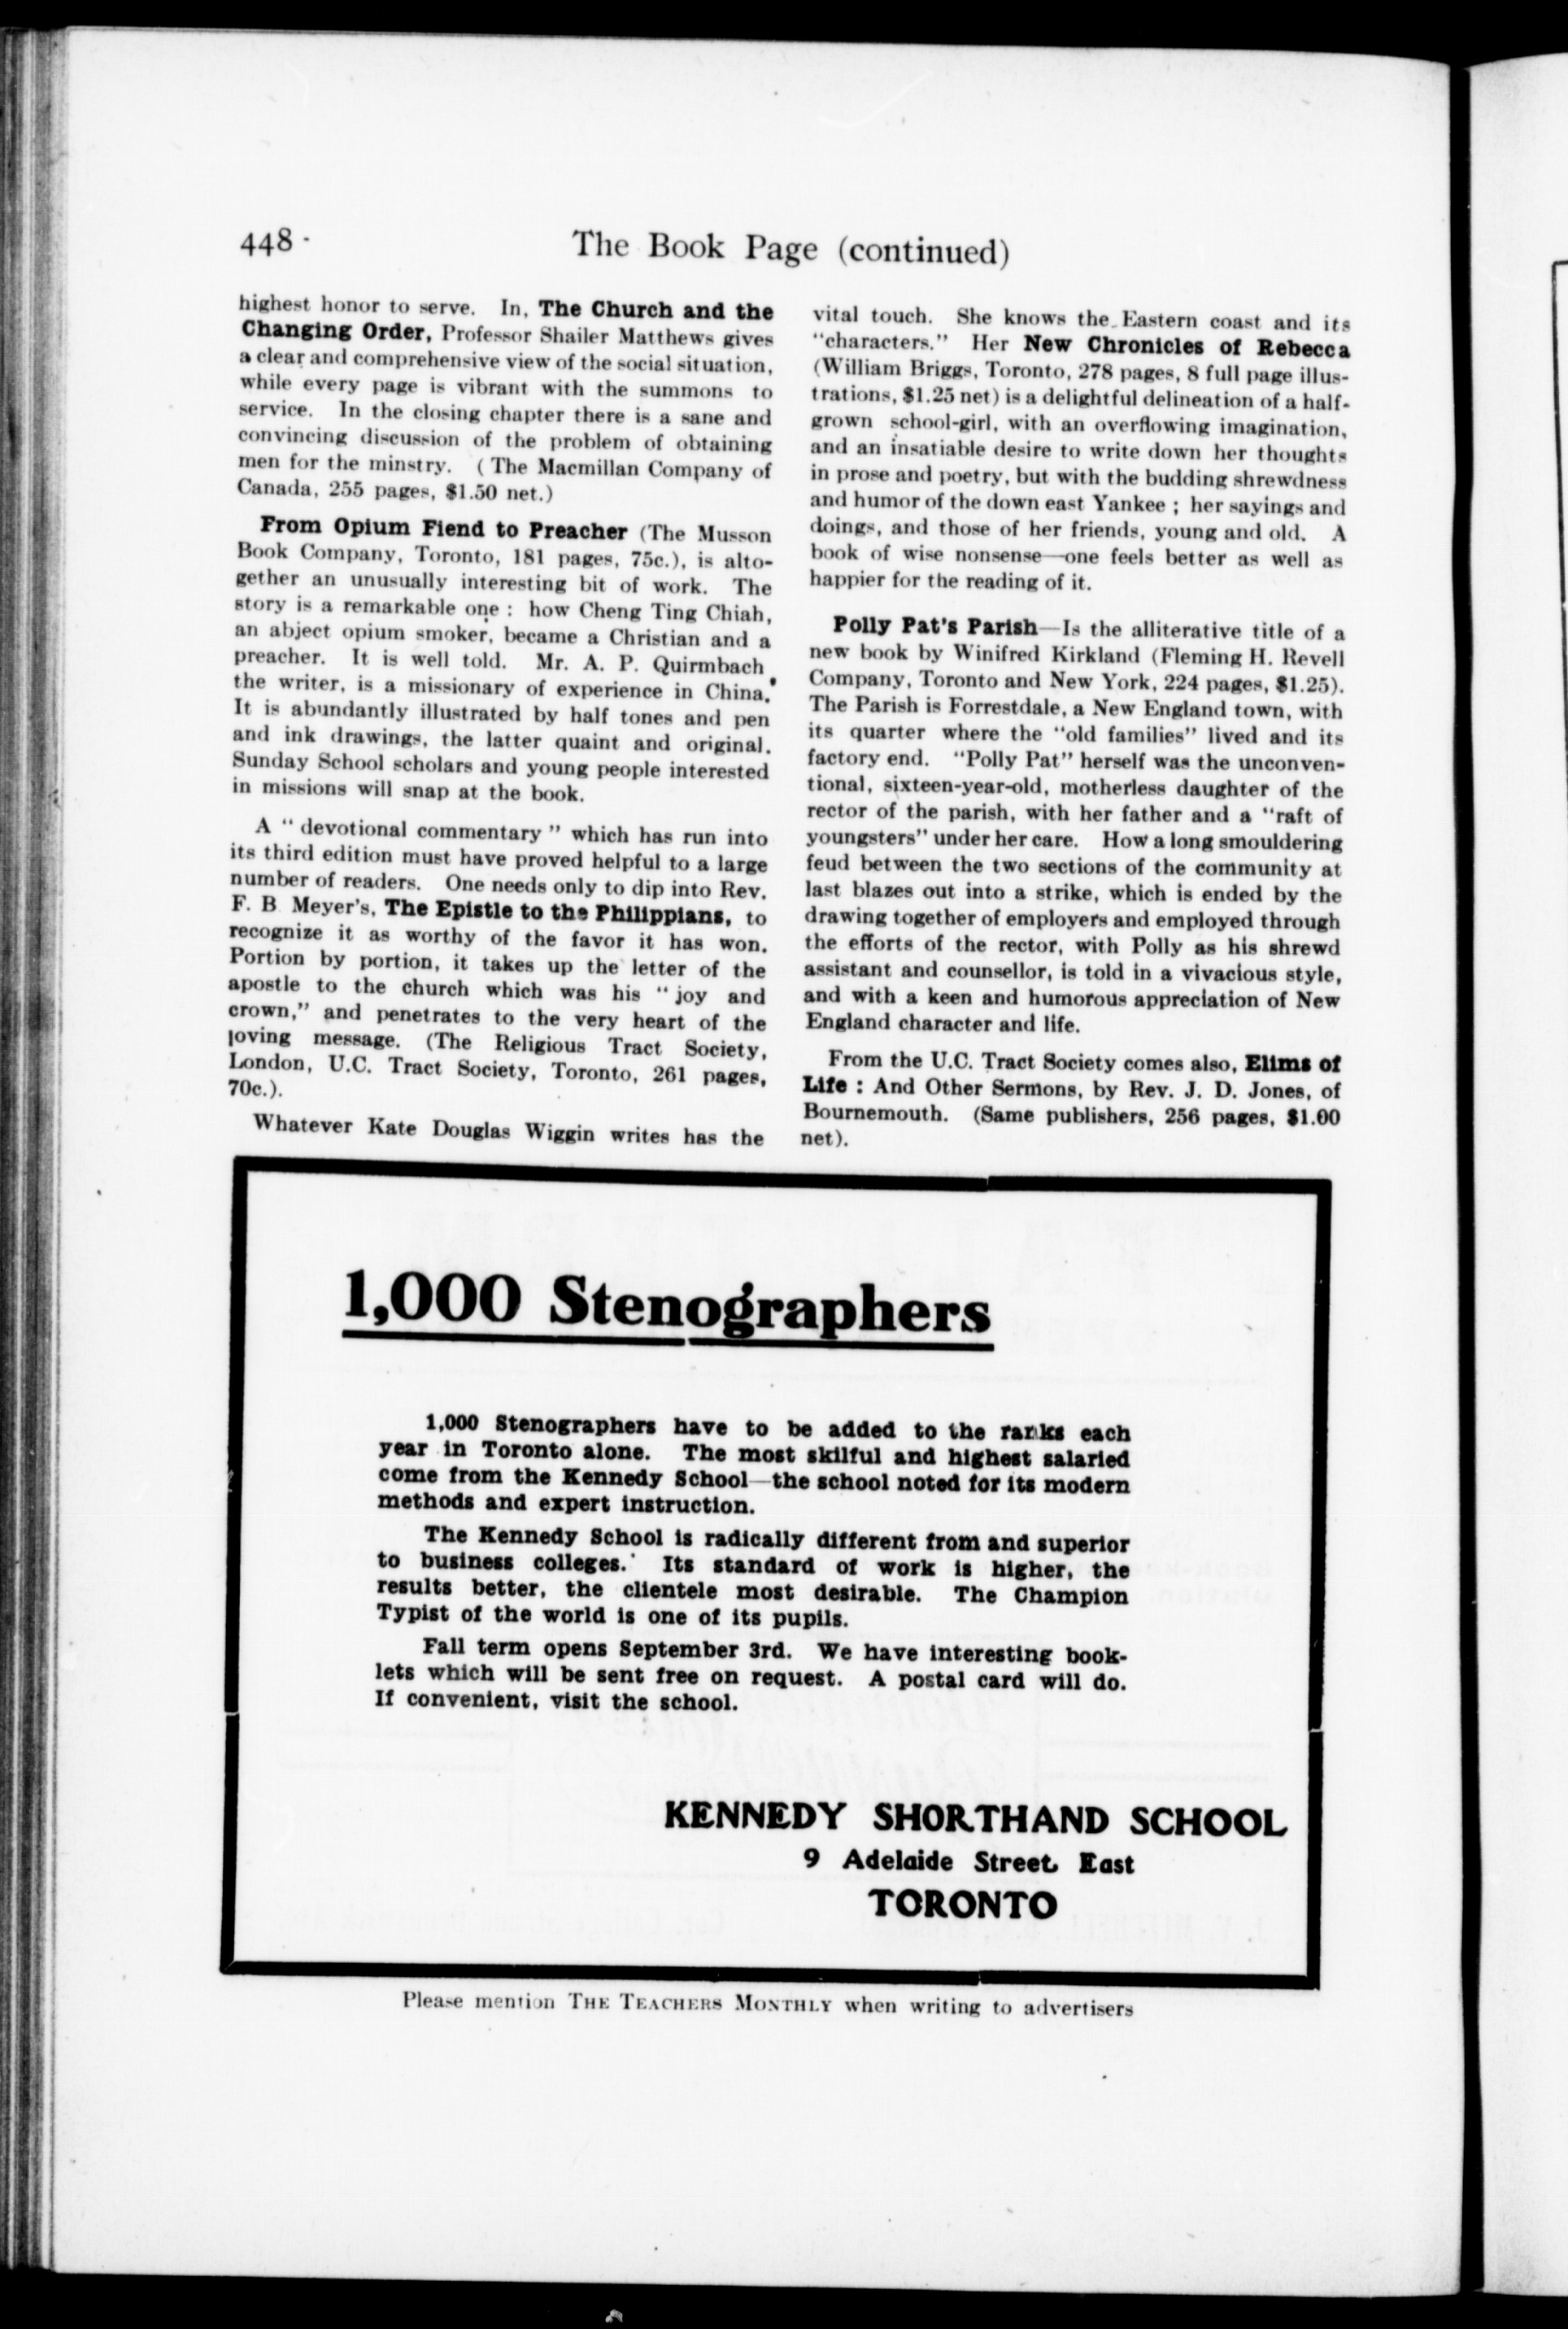 448
The Book Page (continued)
highest honor to serve. In, The Church and the
Changing Order, Professor Shailer Matthews gives
a clear and comprehensive view of the social situation,
while every page is vibrant with the summons to
service. In the closing chapter there is a sane and
convincing discussion of the problem of obtaining
men for the minstry. ( The Macmillan Company of
Canada, 255 pages, $1.50 net.)
From Opium Fiend to Preacher (The Musson
Book Company, Toronto, 181 pages, 75c.), is alto-
gether an unusually interesting bit of work. The
story is a remarkable one : how Cheng Ting Chiah,
an abject opium smoker, became a Christian and a
preacher. It is well told. Mr. A. P. Quirmbach,
the writer, is a missionary of experience in China.
It is abundantly illustrated by half tones and pen
and ink drawings, the latter quaint and original.
Sunday School scholars and young people interested
in missions will snap at the book.
A " devotional commentary " which has run into
its third edition must have proved helpful to a large
number of readers. One needs only to dip into Rev.
F. B Meyer's, The Epistle to the Philippians, to
recognize it as worthy of the favor it has won.
Portion by portion, it takes up the letter of the
apostle to the church which was his " joy and
crown," and penetrates to the very heart of the
loving message. (The Religious Tract Society,
London, U.C. Tract Society, Toronto, 261 pages,
70c.).
Whatever Kate Douglas Wiggin writes has the
vital touch. She knows the Eastern coast and its
"characters." Her New Chronicles of Rebecca
(William Briggs, Toronto, 278 pages, 8 full page illus-
trations, $1.25 net) is a delightful delineation of a half-
grown school-girl, with an overflowing imagination,
and an insatiable desire to write down her thoughts
in prose and poetry, but with the budding shrewdness
and humor of the down east Yankee ; her sayings and
doings, and those of her friends, young and old. A
book of wise nonsense—one feels better as well as
happier for the reading of it.
Polly Pat's Parish—Is the alliterative title of a
new book by Winifred Kirkland (Fleming H. Revell
Company, Toronto and New York, 224 pages, $1.25).
The Parish is Forrestdale, a New England town, with
its quarter where the "old families" lived and its
factory end. "Polly Pat" herself was the unconven-
tional, sixteen-year-old, motherless daughter of the
rector of the parish, with her father and a "raft of
youngsters" under her care. How a long smouldering
feud between the two sections of the community at
last blazes out into a strike, which is ended by the
drawing together of employers and employed through
the efforts of the rector, with Polly as his shrewd
assistant and counsellor, is told in a vivacious style,
and with a keen and humorous appreciation of New
England character and life.
From the U.C. Tract Society comes also, Elims of
Life : And Other Sermons, by Rev. J. D. Jones, of
Bournemouth. (Same publishers, 256 pages, $1.00
net).
1,000 Stenographers
1,000 Stenographers have to be added to the ranks each
year in Toronto alone. The most skilful and highest salaried
come from the Kennedy School—the school noted for its modern
methods and expert instruction.
The Kennedy School is radically different from and superior
to business colleges. Its standard of work is higher, the
results better, the clientele most desirable. The Champion
Typist of the world is one of its pupils.
Fall term opens September 3rd. We have interesting book-
lets which will be sent free on request. A postal card will do.
If convenient, visit the school.
KENNEDY SHORTHAND SCHOOL
9 Adelaide Street East
TORONTO
Please mention THE TEACHERS MONTHLY when writing to advertisers